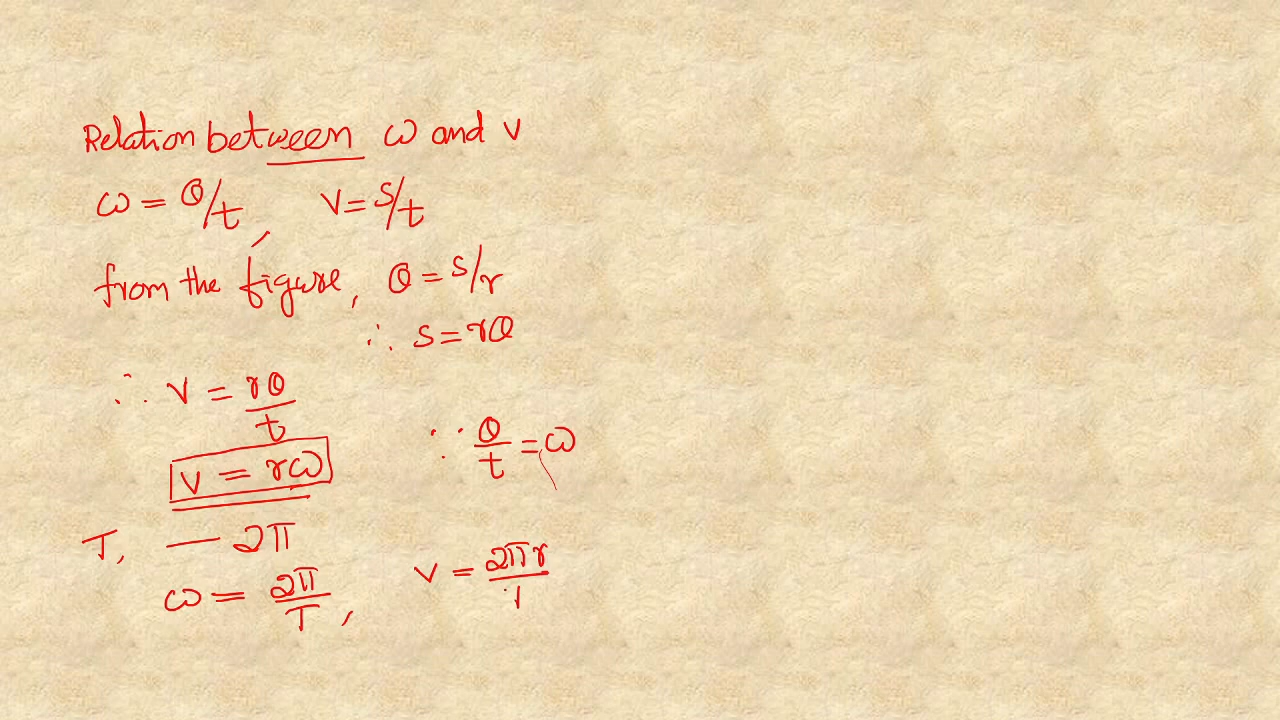 Relation between ω and v
ω = θ/t, v = s/t
from the figure, θ = s/r
∴ s = rθ
∴ v = rθ/t
∵ θ/t = ω
v = rω
T, — 2π
ω = 2π/T, v = 2πr/T